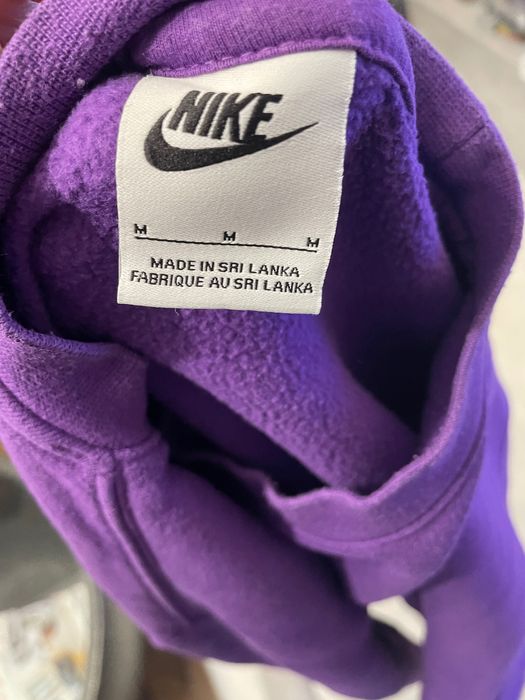 NIKE
M M M
MADE IN SRI LANKA
FABRIQUE AU SRI LANKA